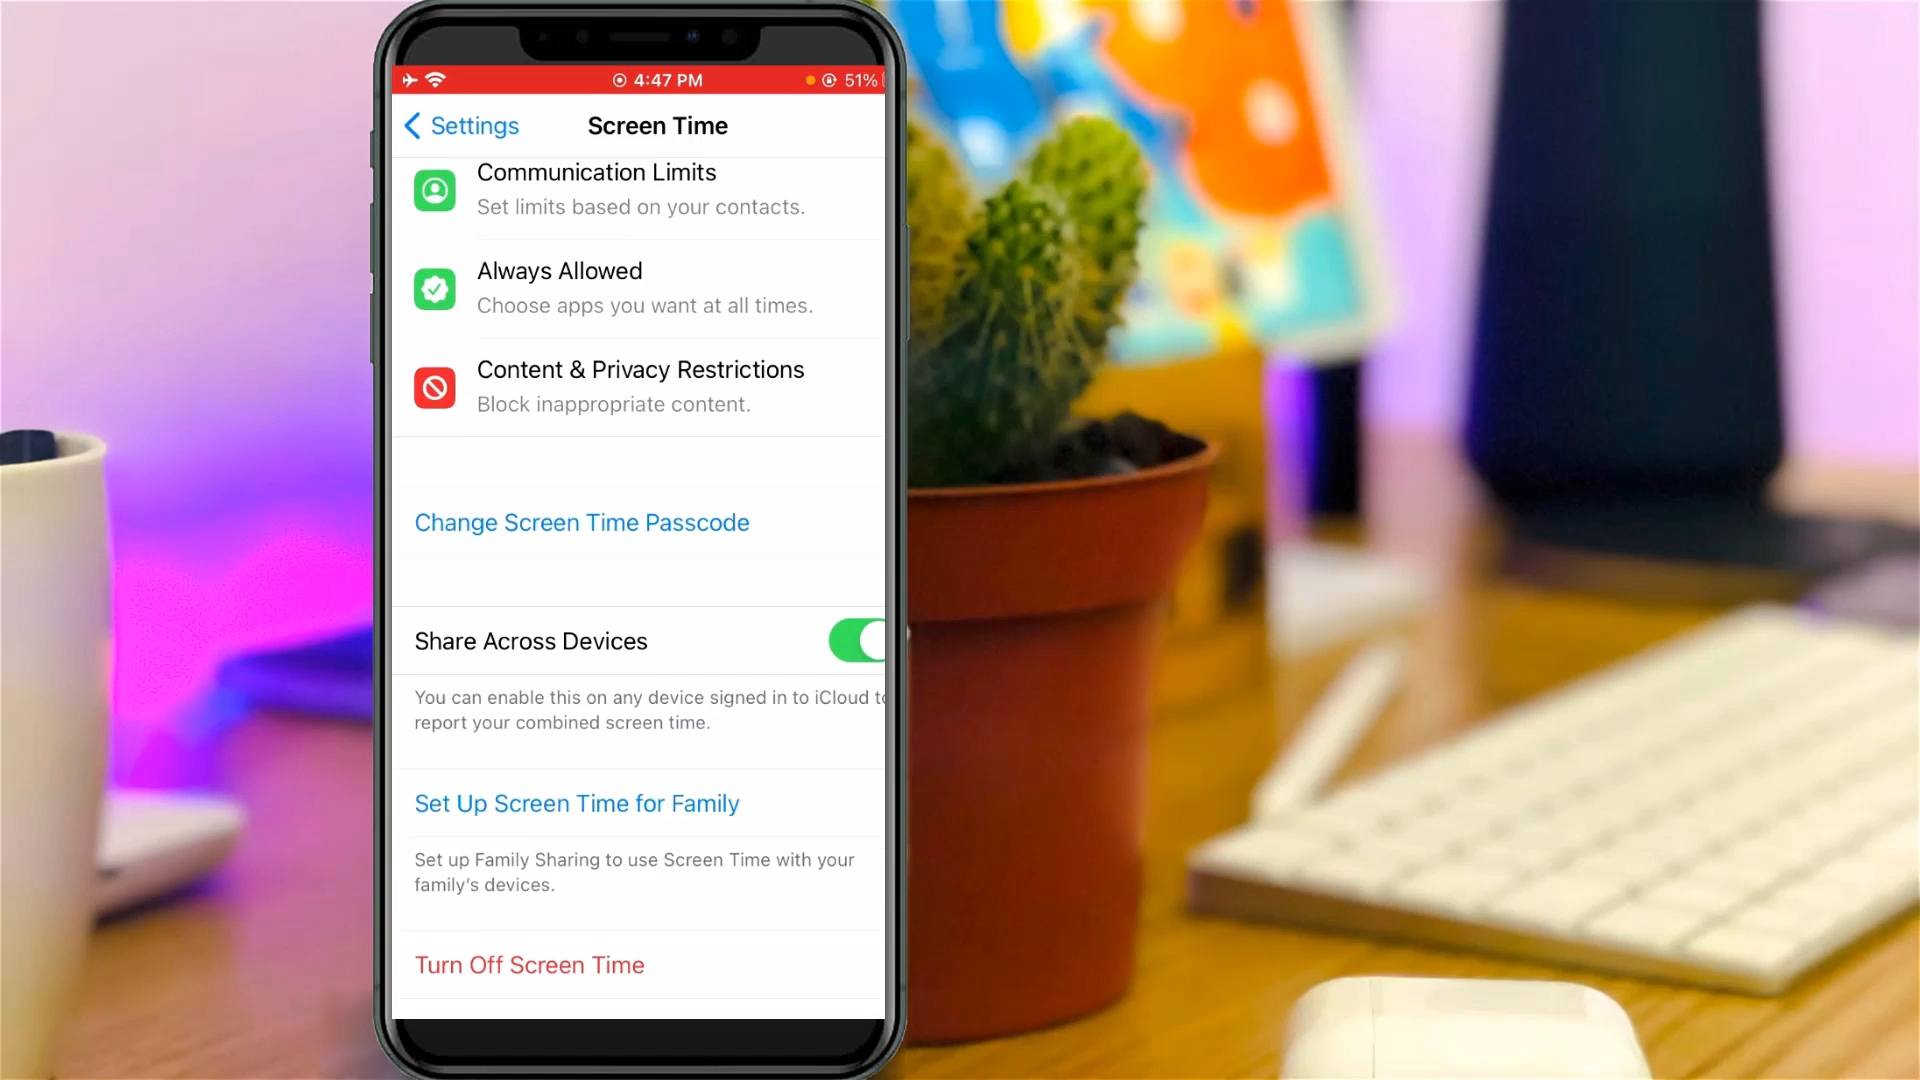 4:47 PM
51%
Settings
Screen Time
Communication Limits
Set limits based on your contacts.
Always Allowed
Choose apps you want at all times.
Content & Privacy Restrictions
Block inappropriate content.
Change Screen Time Passcode
Share Across Devices
You can enable this on any device signed in to iCloud to
report your combined screen time.
Set Up Screen Time for Family
Set up Family Sharing to use Screen Time with your
family’s devices.
Turn Off Screen Time